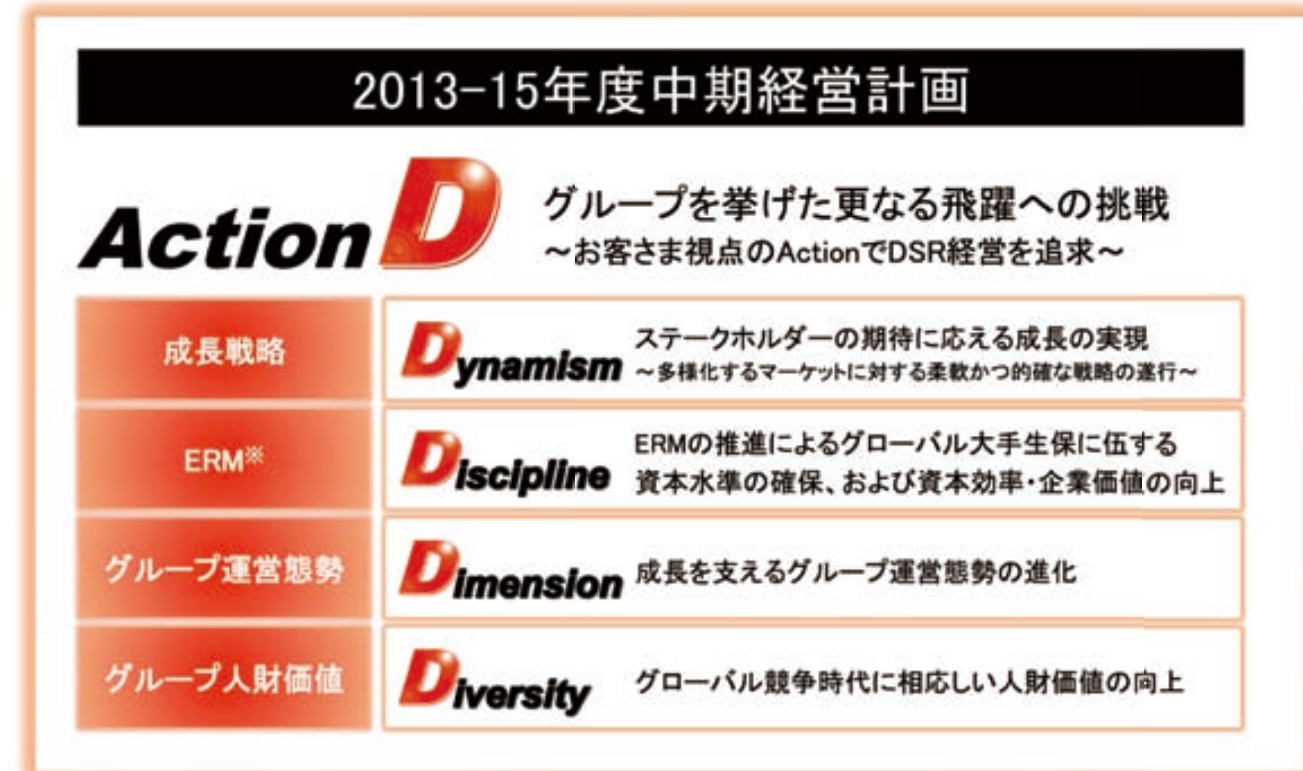 2013-15年度中期経営計画
Action D
グループを挙げた更なる飛躍への挑戦
～お客さま視点のActionでDSR経営を追求～
成長戦略
Dynamism
ステークホルダーの期待に応える成長の実現
～多様化するマーケットに対する柔軟かつ的確な戦略の遂行～
ERM※
Discipline
ERMの推進によるグローバル大手生保に伍する
資本水準の確保、および資本効率・企業価値の向上
グループ運営態勢
Dimension
成長を支えるグループ運営態勢の進化
グループ人財価値
Diversity
グローバル競争時代に相応しい人財価値の向上